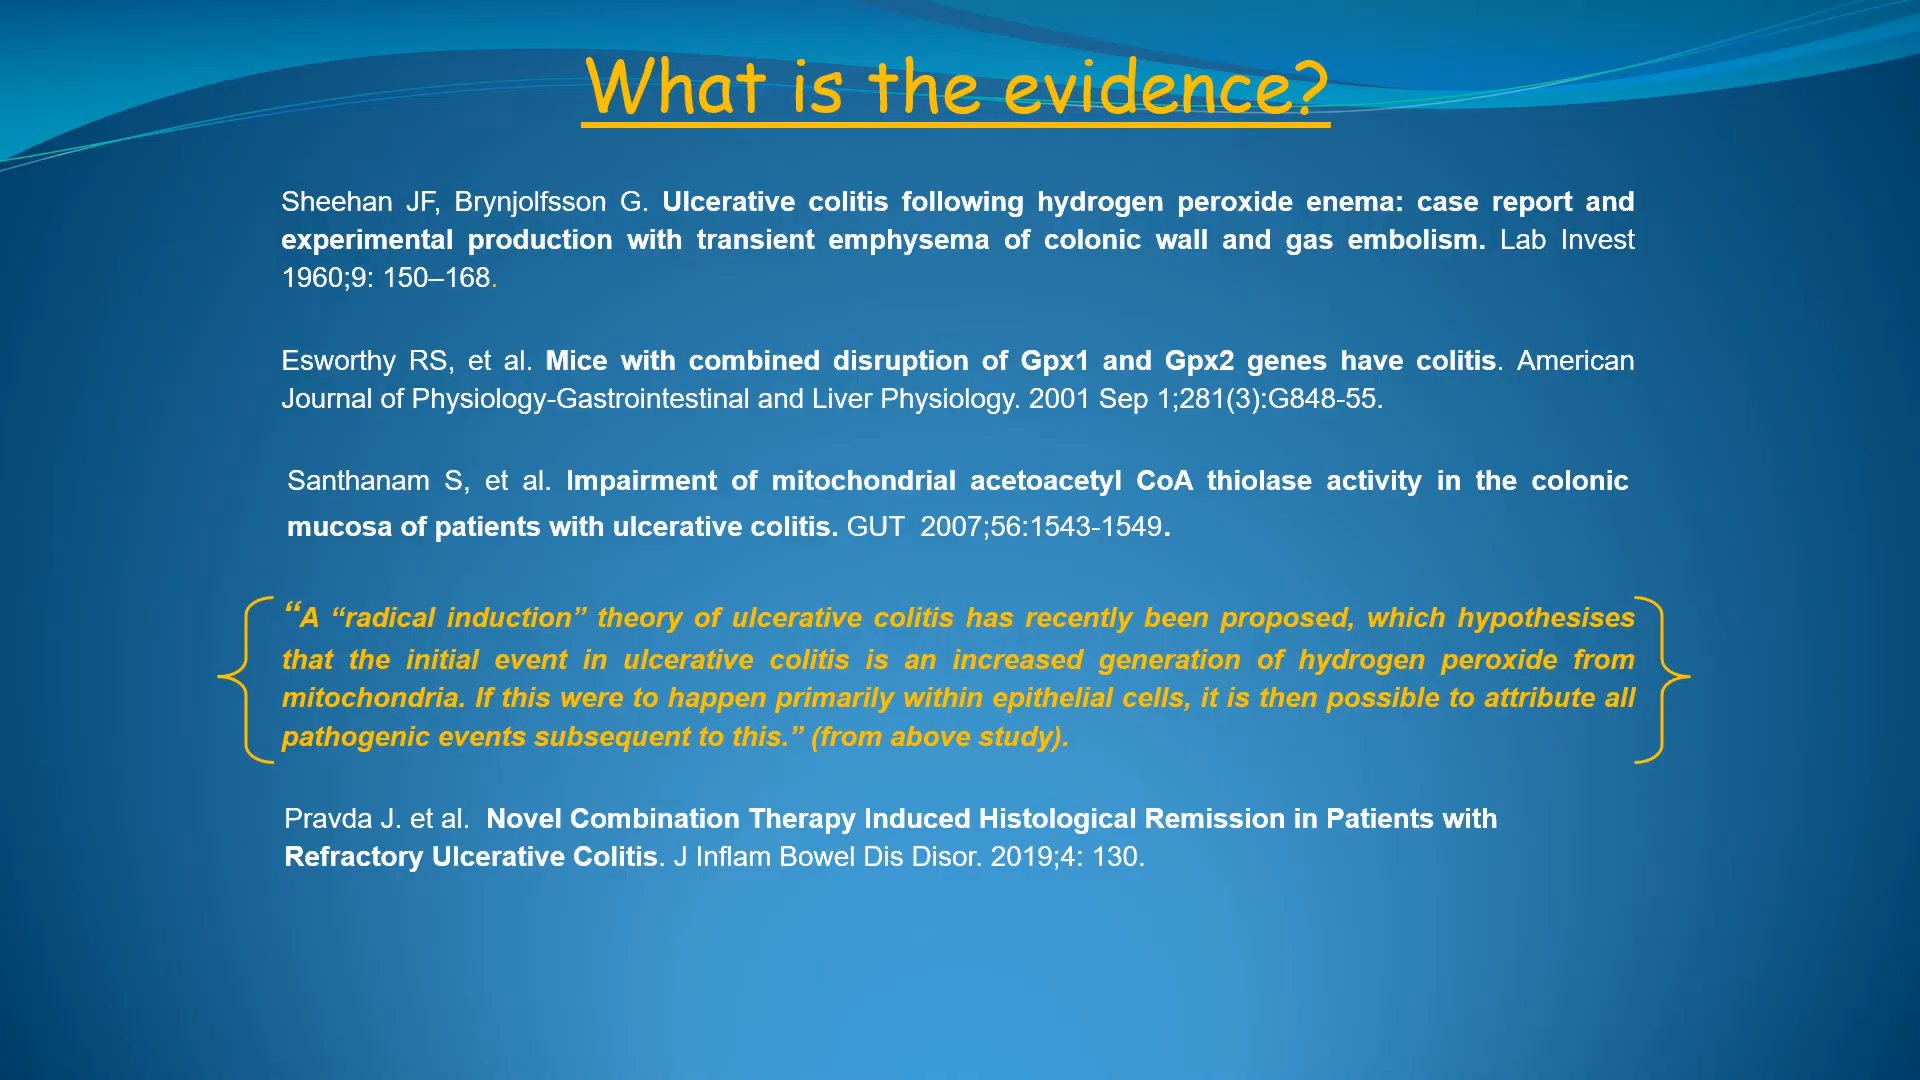 What is the evidence?
Sheehan JF, Brynjolfsson G. Ulcerative colitis following hydrogen peroxide enema: case report and
experimental production with transient emphysema of colonic wall and gas embolism. Lab Invest
1960;9: 150–168.
Esworthy RS, et al. Mice with combined disruption of Gpx1 and Gpx2 genes have colitis. American
Journal of Physiology-Gastrointestinal and Liver Physiology. 2001 Sep 1;281(3):G848-55.
Santhanam S, et al. Impairment of mitochondrial acetoacetyl CoA thiolase activity in the colonic
mucosa of patients with ulcerative colitis. GUT  2007;56:1543-1549.
“A “radical induction” theory of ulcerative colitis has recently been proposed, which hypothesises
that the initial event in ulcerative colitis is an increased generation of hydrogen peroxide from
mitochondria. If this were to happen primarily within epithelial cells, it is then possible to attribute all
pathogenic events subsequent to this.” (from above study).
Pravda J. et al.  Novel Combination Therapy Induced Histological Remission in Patients with
Refractory Ulcerative Colitis. J Inflam Bowel Dis Disor. 2019;4: 130.